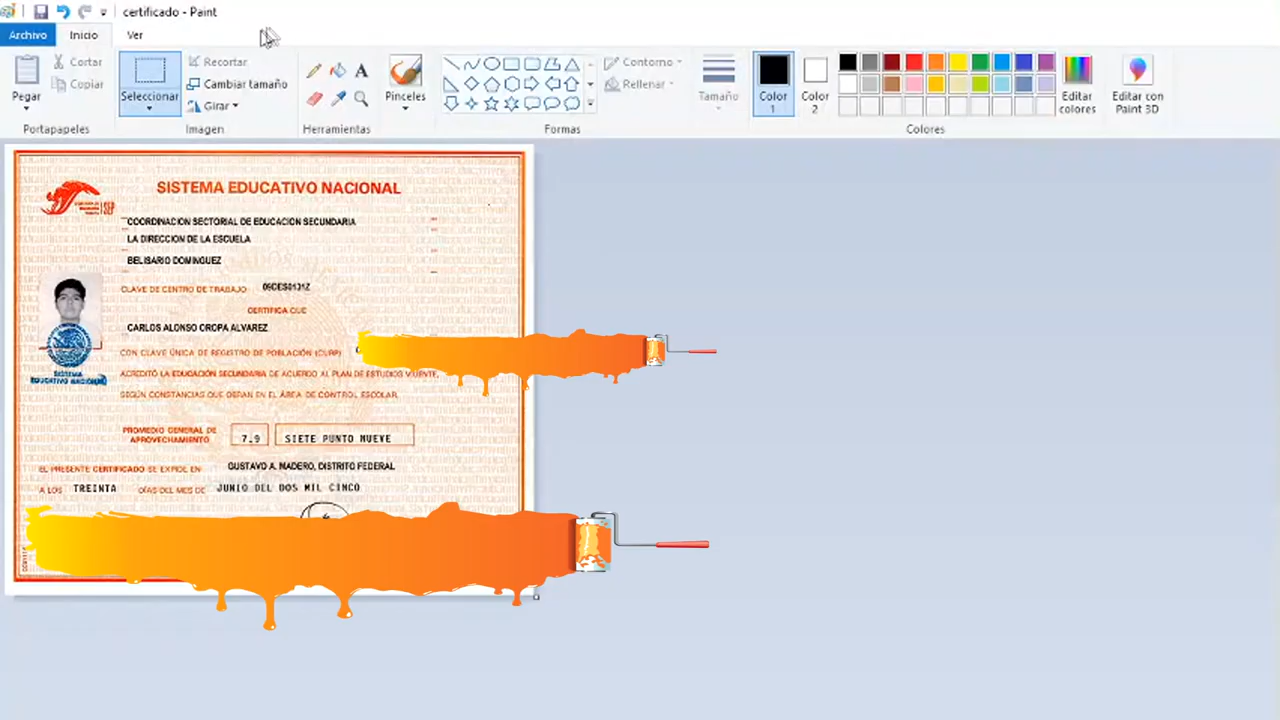 certificado - Paint
Archivo Inicio Ver
Pegar
Cortar
Copiar
Portapapeles
Seleccionar
Recortar
Cambiar tamaño
Girar
Imagen
A
Herramientas
Pinceles
Contorno
Rellenar
Formas
Tamaño
Color 1
Color 2
Editar colores
Editar con Paint 3D
Colores
SISTEMA EDUCATIVO NACIONAL
SEP
COORDINACION SECTORIAL DE EDUCACION SECUNDARIA
LA DIRECCION DE LA ESCUELA
BELISARIO DOMINGUEZ
CLAVE DE CENTRO DE TRABAJO 09DES0131Z
CERTIFICA QUE
CARLOS ALONSO OROPA ALVAREZ
CON CLAVE ÚNICA DE REGISTRO DE POBLACIÓN (CURP)
ACREDITÓ LA EDUCACIÓN SECUNDARIA DE ACUERDO AL PLAN DE ESTUDIOS VIGENTE,
SEGÚN CONSTANCIAS QUE OBRAN EN EL ÁREA DE CONTROL ESCOLAR.
SISTEMA
EDUCATIVO NACIONAL
PROMEDIO GENERAL DE
APROVECHAMIENTO 7.9 SIETE PUNTO NUEVE
EL PRESENTE CERTIFICADO SE EXPIDE EN GUSTAVO A. MADERO, DISTRITO FEDERAL
A LOS TREINTA DÍAS DEL MES DE JUNIO DEL DOS MIL CINCO